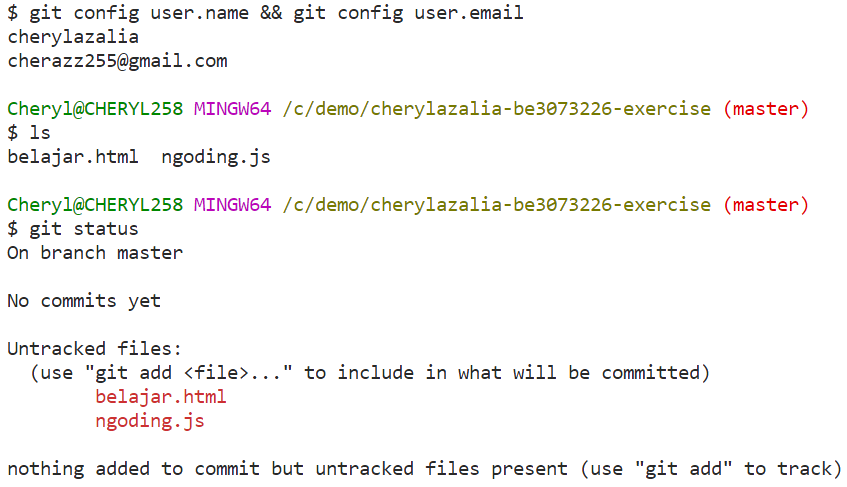 $ git config user.name && git config user.email
cherylazalia
cherazz255@gmail.com
Cheryl@CHERYL258 MINGW64 /c/demo/cherylazalia-be3073226-exercise (master)
$ ls
belajar.html  ngoding.js
Cheryl@CHERYL258 MINGW64 /c/demo/cherylazalia-be3073226-exercise (master)
$ git status
On branch master
No commits yet
Untracked files:
  (use "git add <file>..." to include in what will be committed)
        belajar.html
        ngoding.js
nothing added to commit but untracked files present (use "git add" to track)